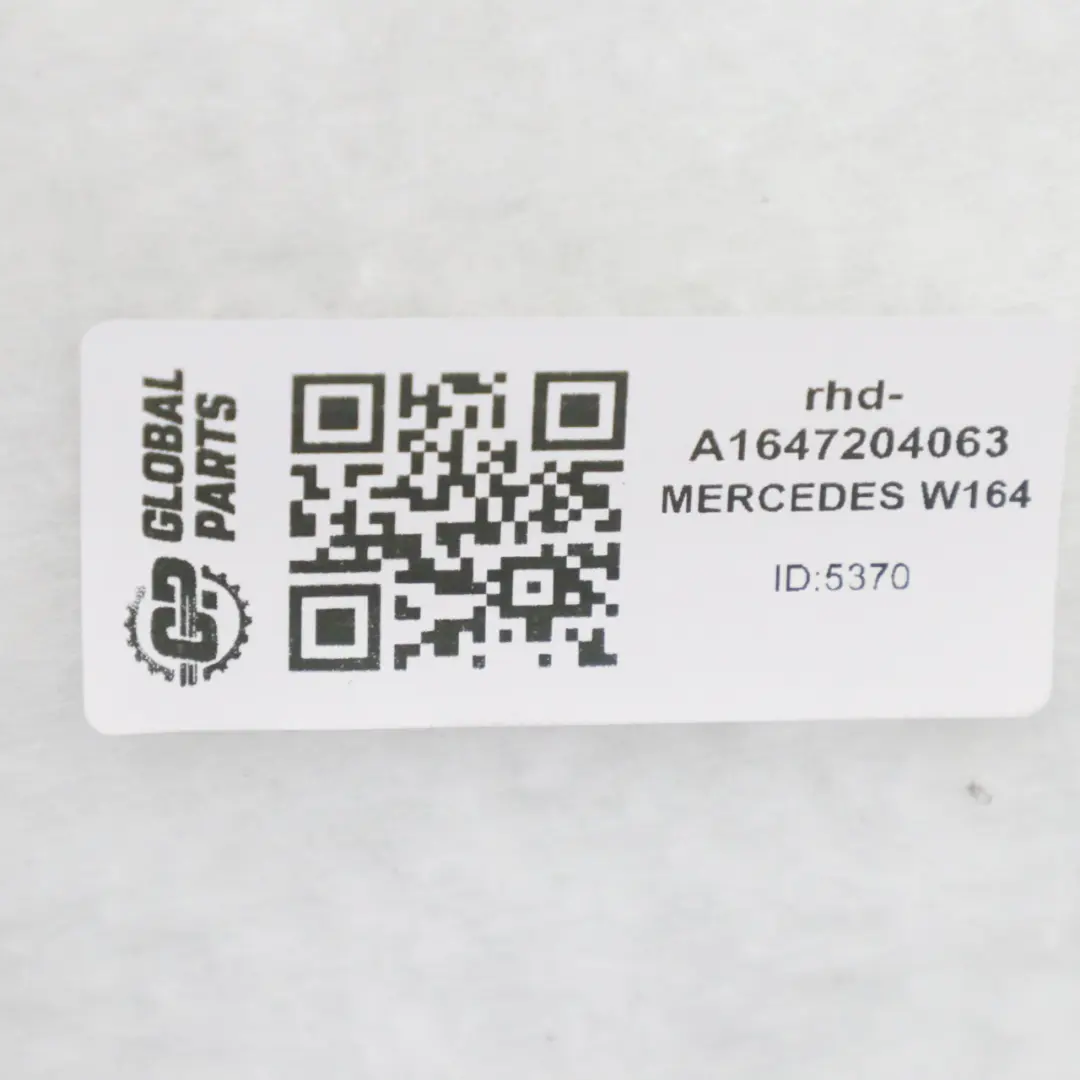 GLOBAL
PARTS
rhd-
A1647204063
MERCEDES W164
ID:5370